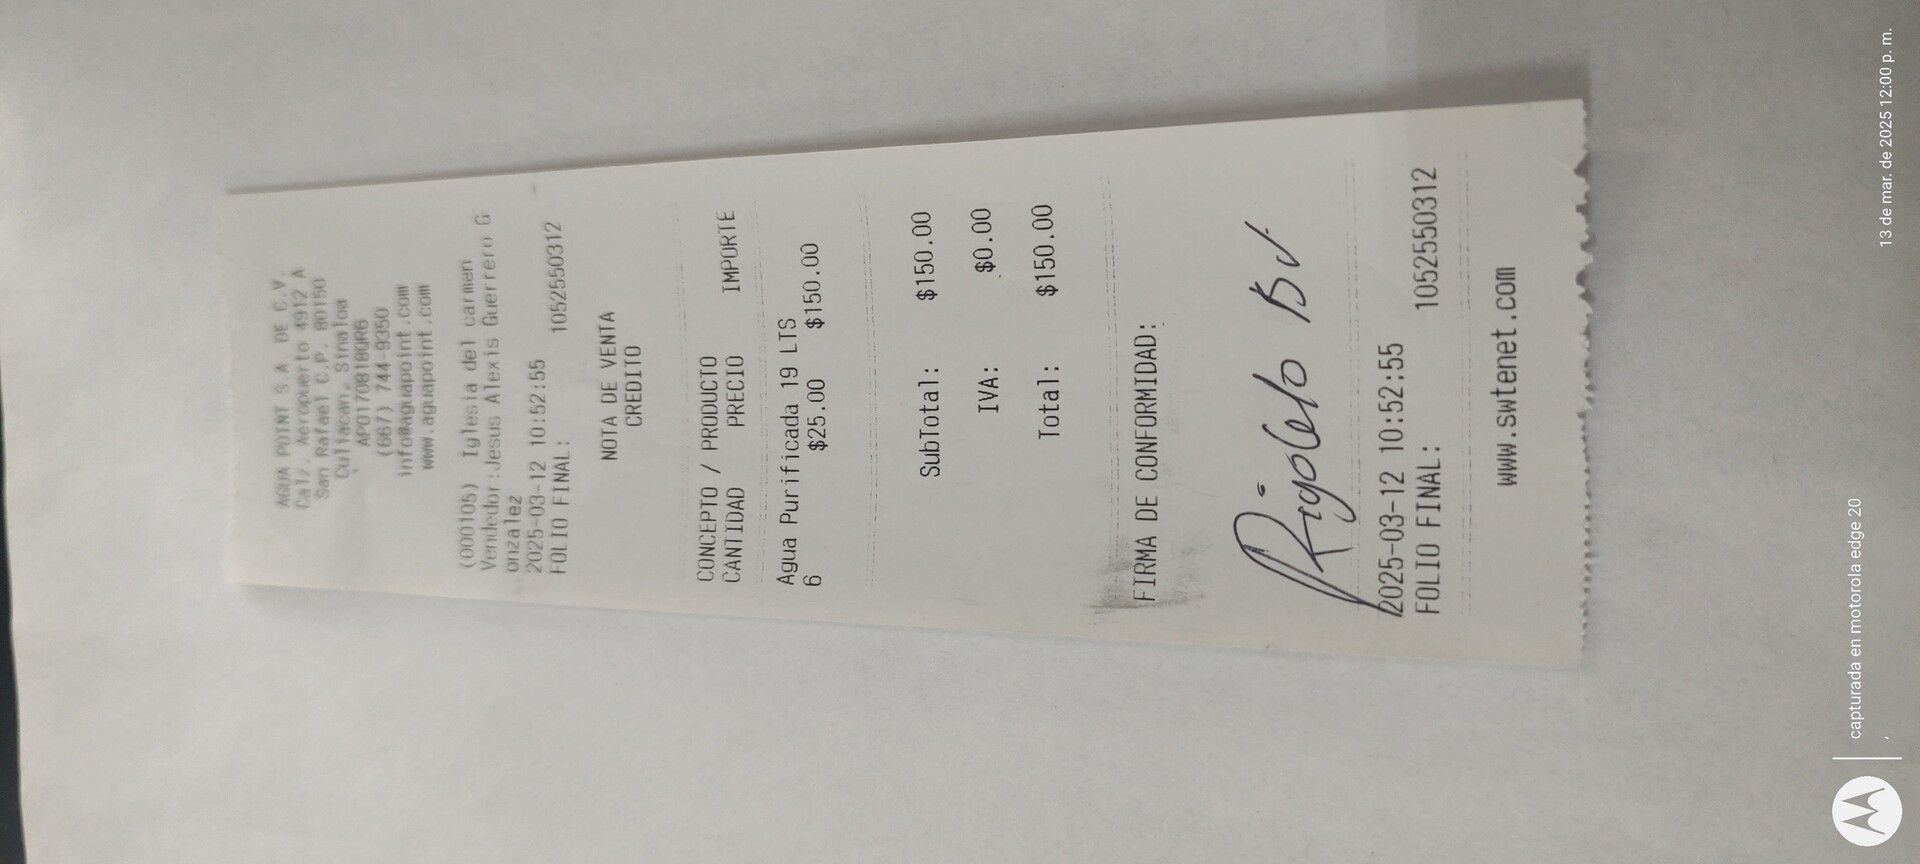 AGUA POINT S.A. DE C.V.
Calz. Aeropuerto 4912 A
San Rafael C.P. 80150
Culiacan, Sinaloa
(667) 744-9350
info@aguapoint.com
www.aguapoint.com
(000105) Iglesia del carmen
Vendedor:Jesus Alexis Guerrero G
onzalez
2025-03-12 10:52:55
FOLIO FINAL: 1052550312
NOTA DE VENTA
CREDITO
CONCEPTO / PRODUCTO
CANTIDAD PRECIO IMPORTE
Agua Purificada 19 LTS
6 $25.00 $150.00
SubTotal: $150.00
IVA: $0.00
Total: $150.00
FIRMA DE CONFORMIDAD:
2025-03-12 10:52:55
FOLIO FINAL: 1052550312
www.swtenet.com
capturada en motorola edge 20
13 de mar. de 2025 12:00 p. m.